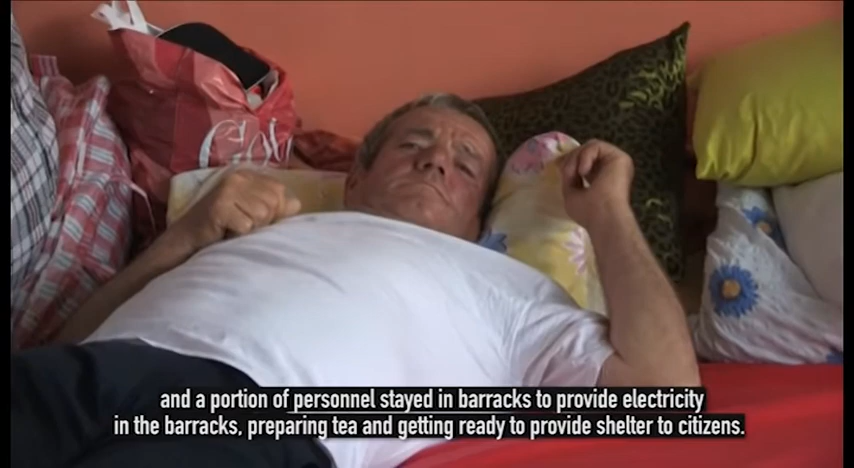 and a portion of personnel stayed in barracks to provide electricity
in the barracks, preparing tea and getting ready to provide shelter to citizens.